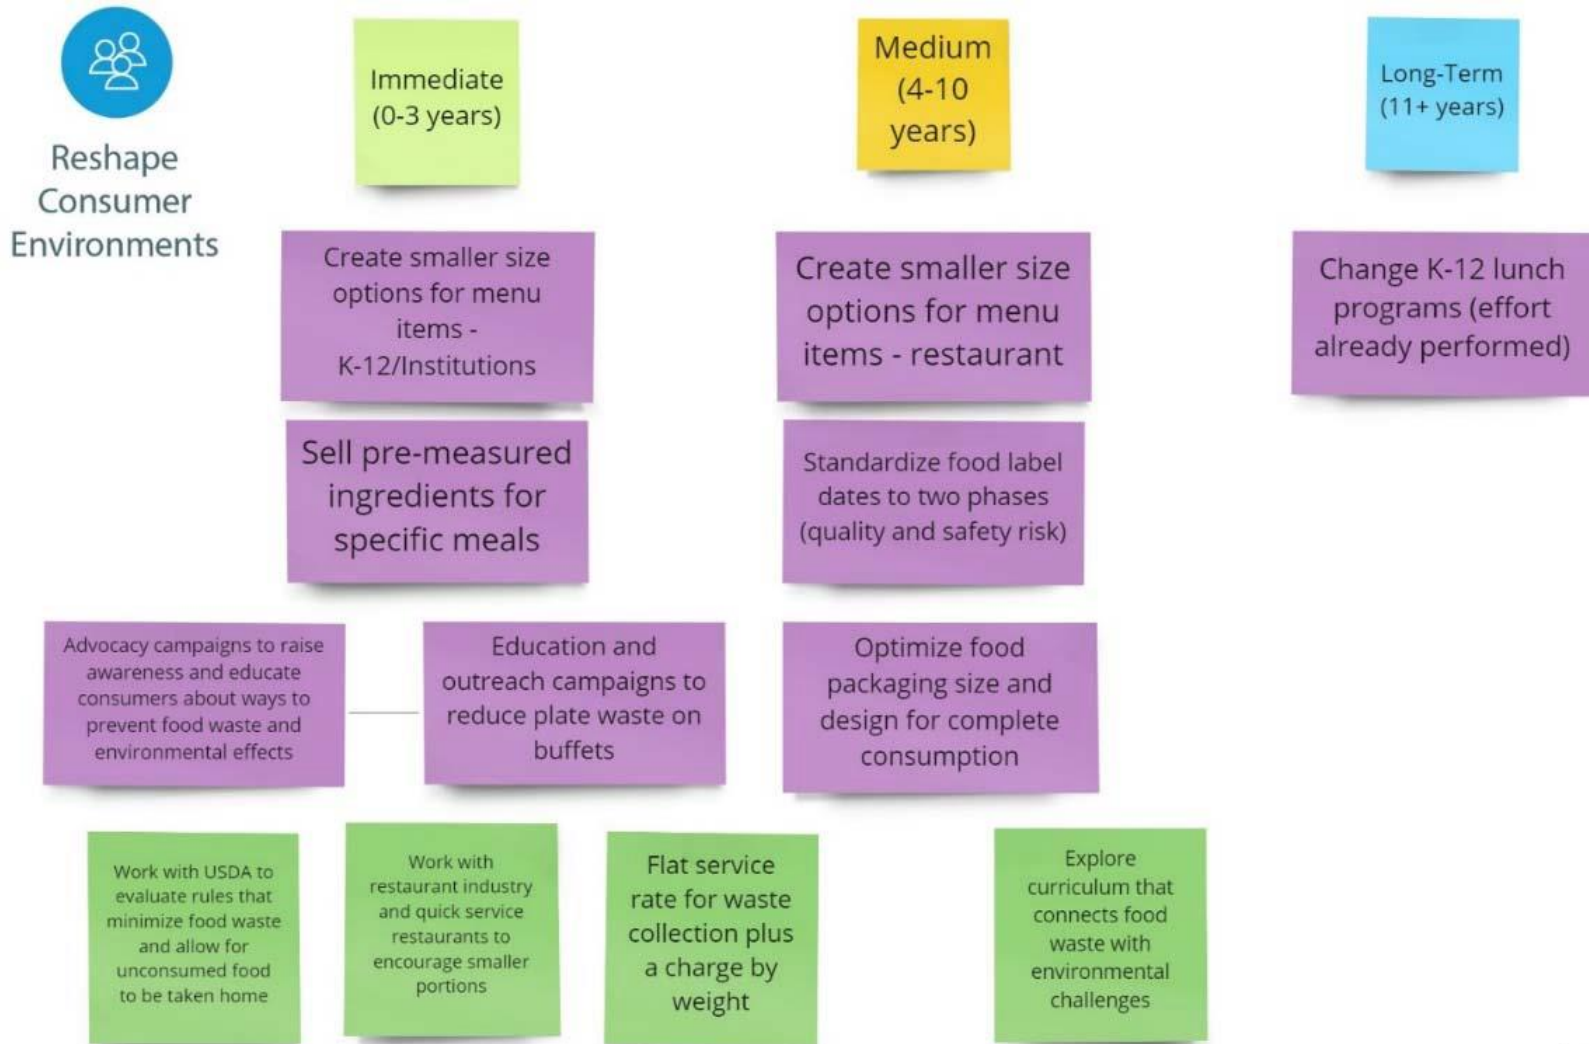 Reshape
Consumer
Environments
Immediate
(0-3 years)
Medium
(4-10
years)
Long-Term
(11+ years)
Create smaller size
options for menu
items -
K-12/Institutions
Create smaller size
options for menu
items - restaurant
Change K-12 lunch
programs (effort
already performed)
Sell pre-measured
ingredients for
specific meals
Standardize food label
dates to two phases
(quality and safety risk)
Advocacy campaigns to raise
awareness and educate
consumers about ways to
prevent food waste and
environmental effects
Education and
outreach campaigns to
reduce plate waste on
buffets
Optimize food
packaging size and
design for complete
consumption
Work with USDA to
evaluate rules that
minimize food waste
and allow for
unconsumed food
to be taken home
Work with
restaurant industry
and quick service
restaurants to
encourage smaller
portions
Flat service
rate for waste
collection plus
a charge by
weight
Explore
curriculum that
connects food
waste with
environmental
challenges